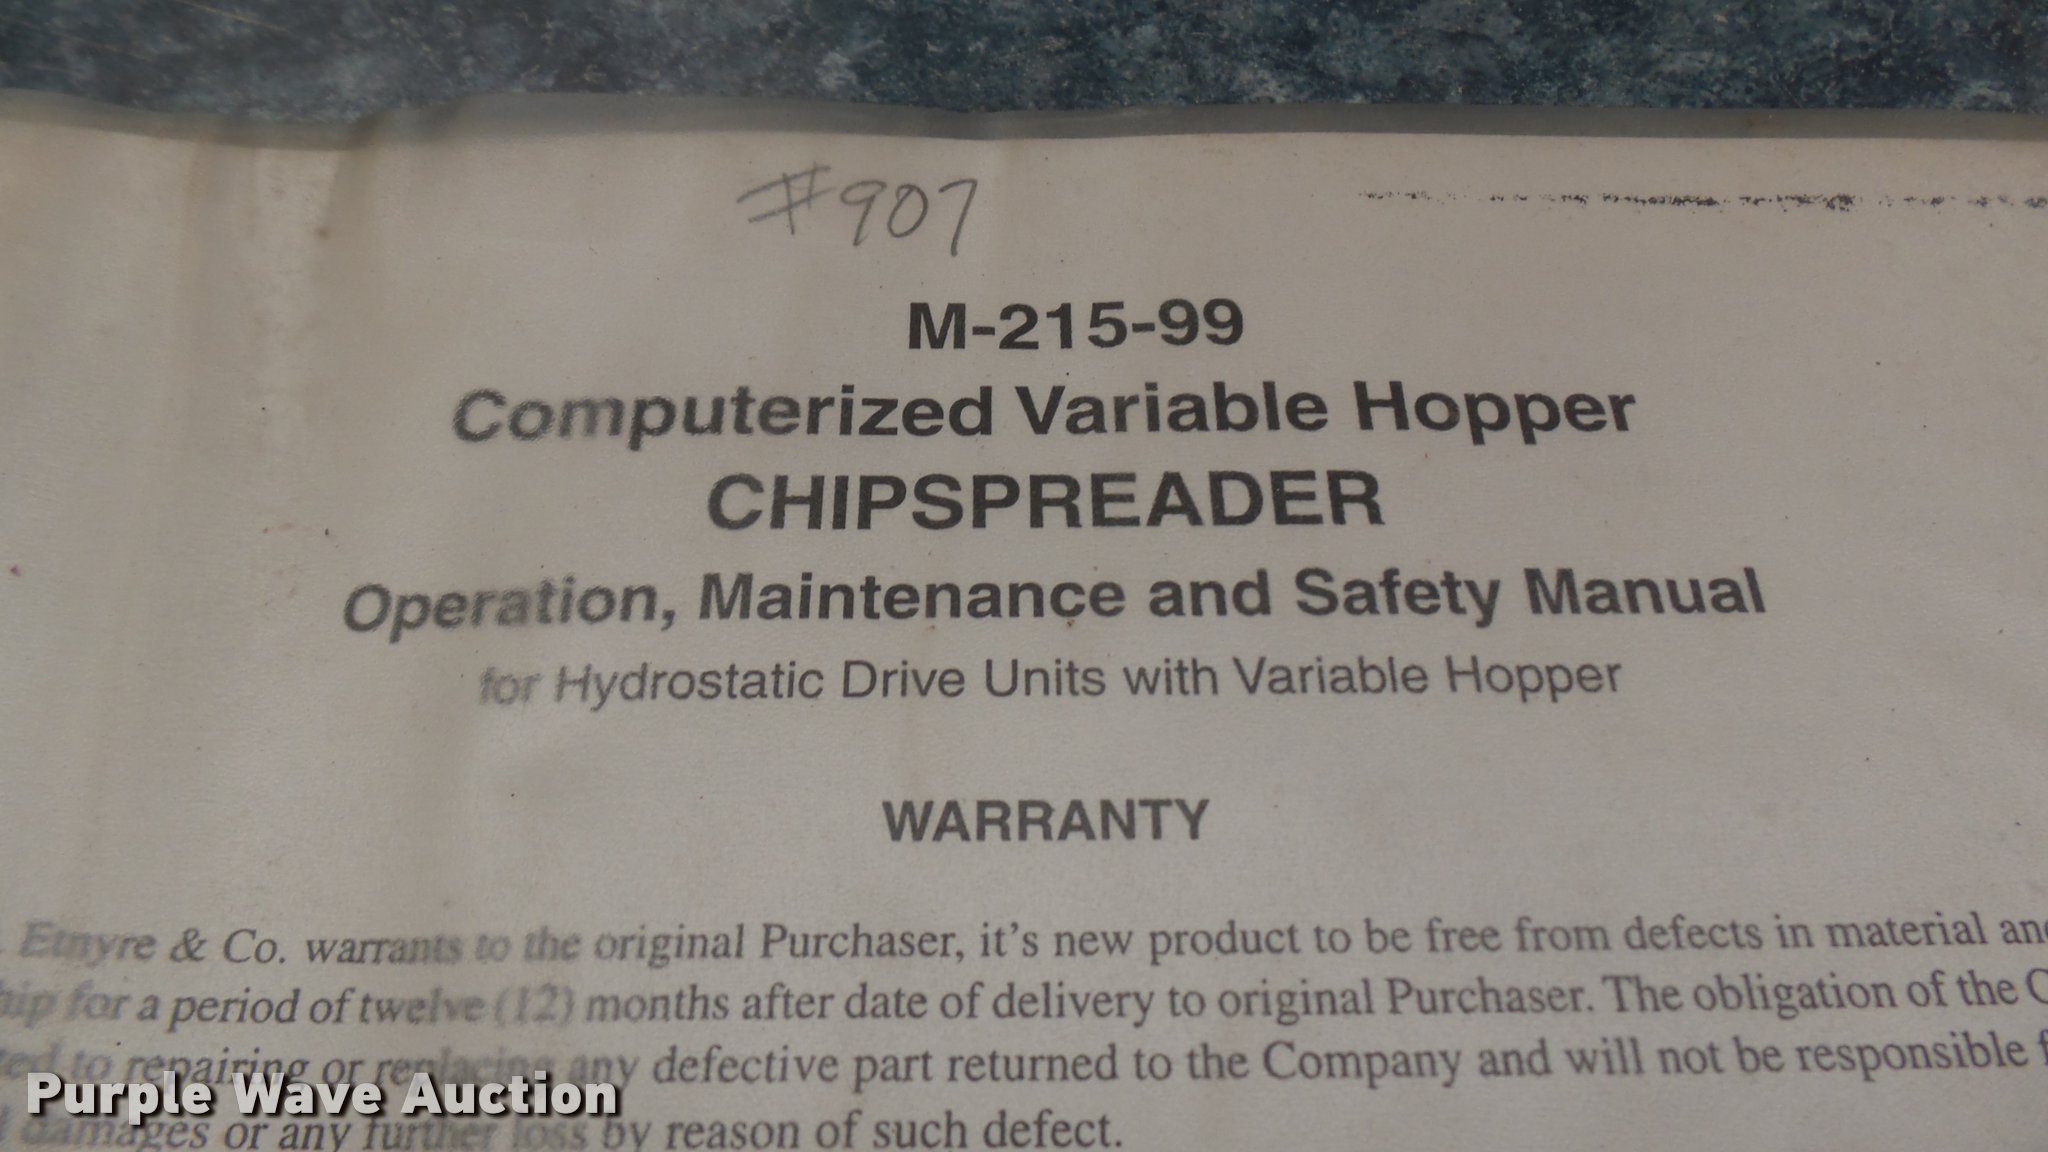 #907
M-215-99
Computerized Variable Hopper
CHIPSPREADER
Operation, Maintenance and Safety Manual
for Hydrostatic Drive Units with Variable Hopper
WARRANTY
Etnyre & Co. warrants to the original Purchaser, it's new product to be free from defects in material and
hip for a period of twelve (12) months after date of delivery to original Purchaser. The obligation of the C
ted to repairing or replacing any defective part returned to the Company and will not be responsible f
damages or any further loss by reason of such defect.
Purple Wave Auction